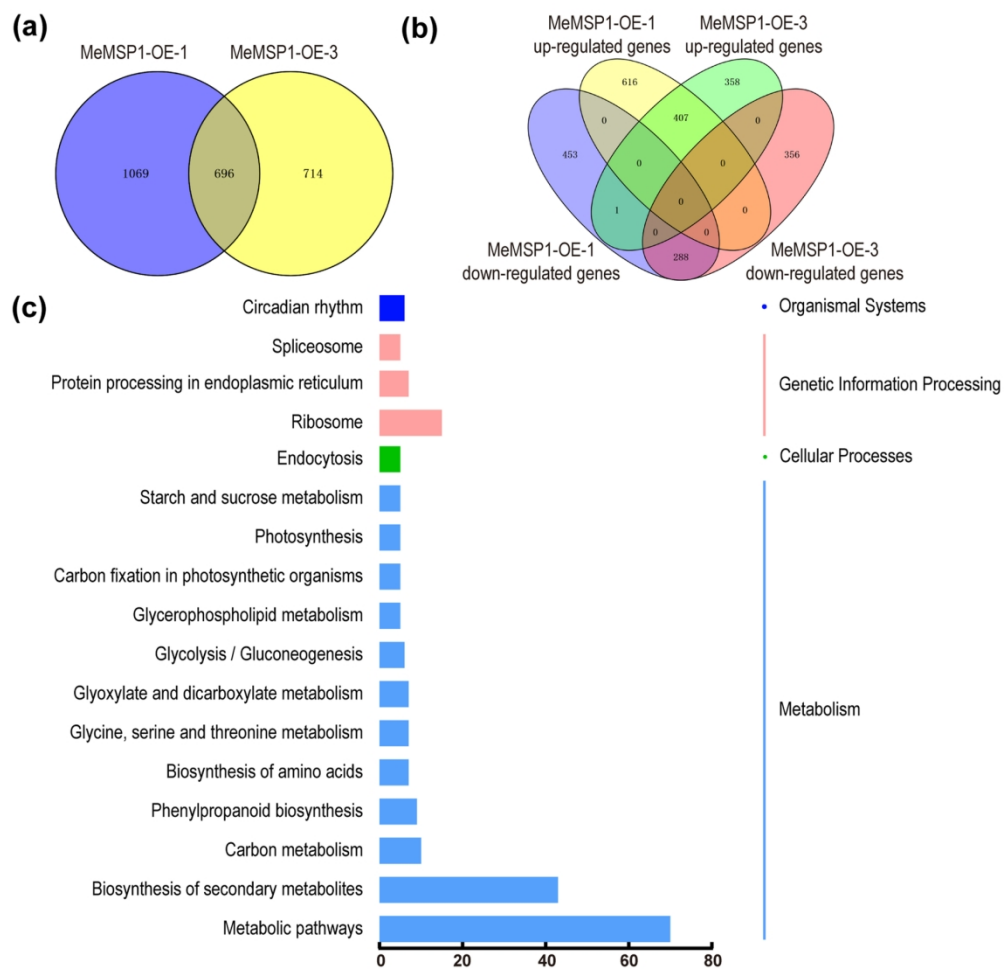 (a)
MeMSP1-OE-1
MeMSP1-OE-3
1069
696
714
(b)
MeMSP1-OE-1
up-regulated genes
MeMSP1-OE-3
up-regulated genes
616
358
0
407
0
453
0
0
356
1
0
0
0
0
288
MeMSP1-OE-1
down-regulated genes
MeMSP1-OE-3
down-regulated genes
(c)
Circadian rhythm
Spliceosome
Protein processing in endoplasmic reticulum
Ribosome
Endocytosis
Starch and sucrose metabolism
Photosynthesis
Carbon fixation in photosynthetic organisms
Glycerophospholipid metabolism
Glycolysis / Gluconeogenesis
Glyoxylate and dicarboxylate metabolism
Glycine, serine and threonine metabolism
Biosynthesis of amino acids
Phenylpropanoid biosynthesis
Carbon metabolism
Biosynthesis of secondary metabolites
Metabolic pathways
0 20 40 60 80
Organismal Systems
Genetic Information Processing
Cellular Processes
Metabolism